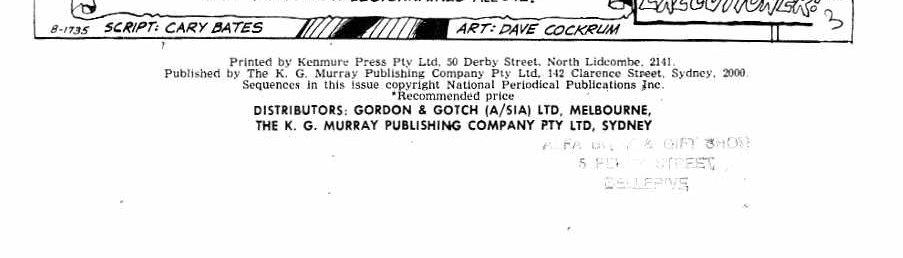 EXECUTIONER!
3
B-1735 SCRIPT: CARY BATES
ART: DAVE COCKRUM
Printed by Kenmure Press Pty Ltd, 50 Derby Street, North Lidcombe, 2141.
Published by The K. G. Murray Publishing Company Pty Ltd, 142 Clarence Street, Sydney, 2000.
Sequences in this issue copyright National Periodical Publications Inc.
*Recommended price
DISTRIBUTORS: GORDON & GOTCH (A/SIA) LTD, MELBOURNE,
THE K. G. MURRAY PUBLISHING COMPANY PTY LTD, SYDNEY
& GIFT SHOP
5 STREET,
BELLERIVE